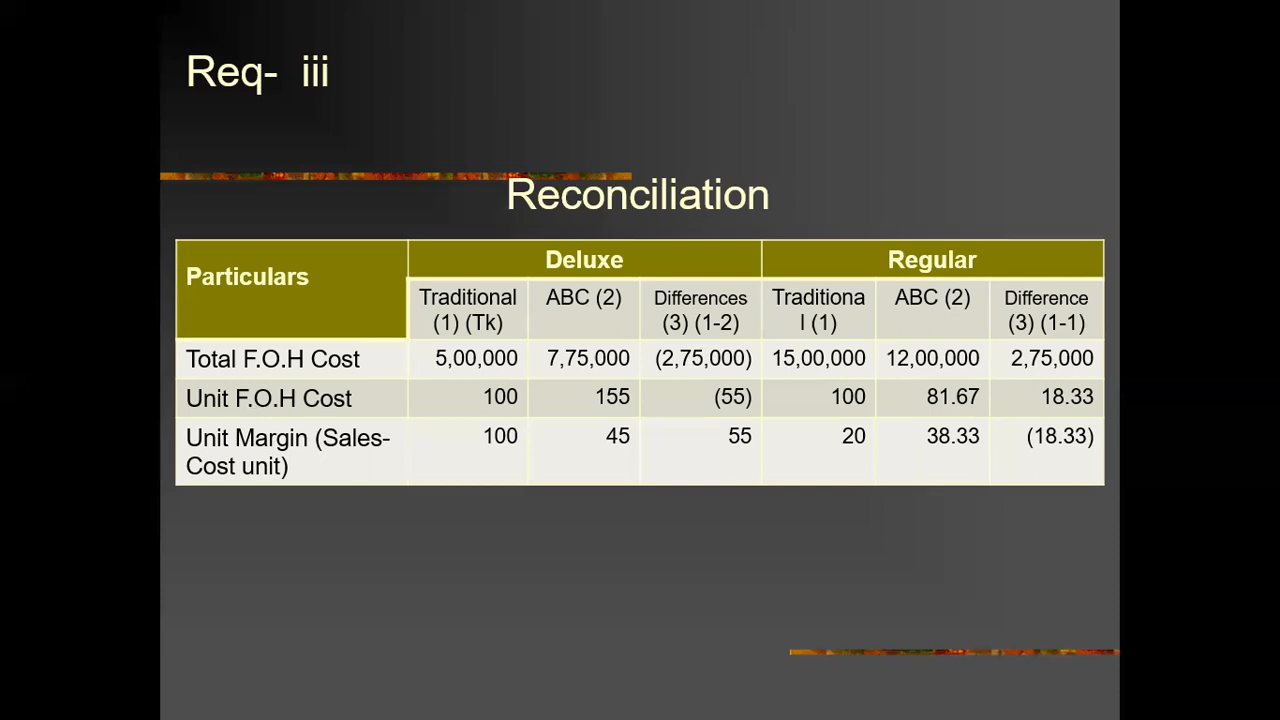 Req-  iii
Reconciliation
Particulars
Deluxe
Regular
Traditional
(1) (Tk)
ABC (2)
Differences
(3) (1-2)
Traditiona
l (1)
ABC (2)
Difference
(3) (1-1)
Total F.O.H Cost
5,00,000
7,75,000
(2,75,000)
15,00,000
12,00,000
2,75,000
Unit F.O.H Cost
100
155
(55)
100
81.67
18.33
Unit Margin (Sales-
Cost unit)
100
45
55
20
38.33
(18.33)